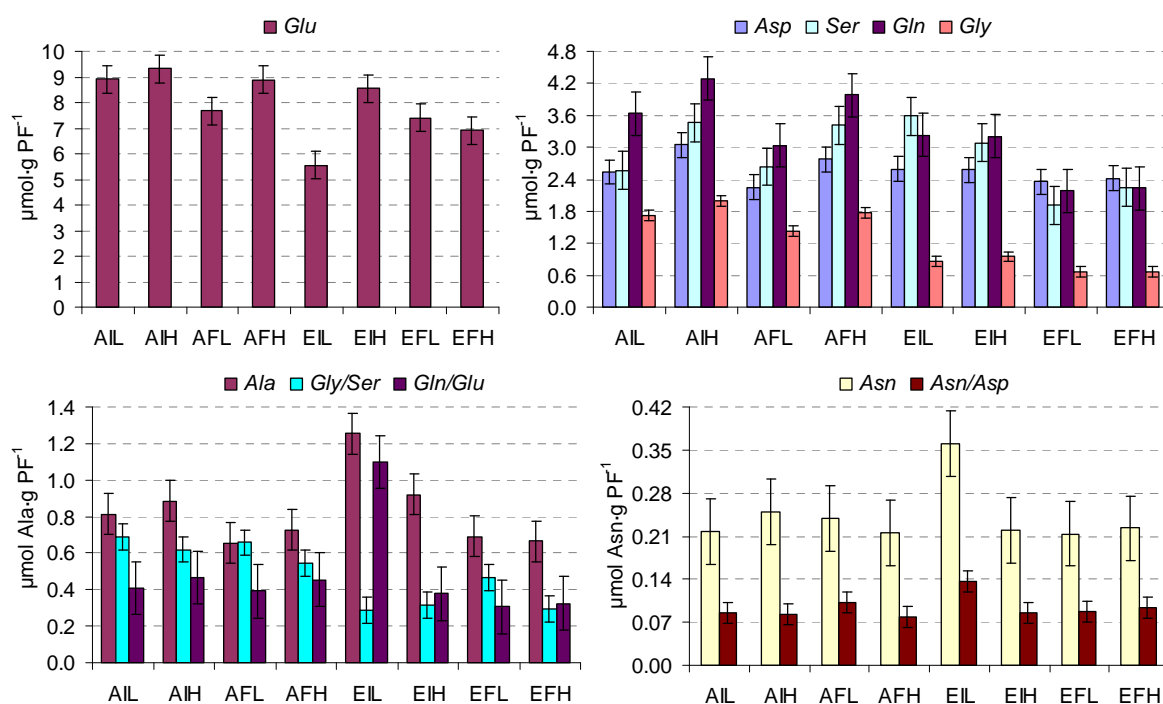 Glu
10
9
8
7
6
5
4
3
2
1
0
µmol·g PF⁻¹
AIL AIH AFL AFH EIL EIH EFL EFH
Asp Ser Gln Gly
4.8
4.2
3.6
3.0
2.4
1.8
1.2
0.6
0.0
µmol·g PF⁻¹
AIL AIH AFL AFH EIL EIH EFL EFH
Ala Gly/Ser Gln/Glu
1.4
1.2
1.0
0.8
0.6
0.4
0.2
0.0
µmol Ala·g PF⁻¹
AIL AIH AFL AFH EIL EIH EFL EFH
Asn Asn/Asp
0.42
0.35
0.28
0.21
0.14
0.07
0.00
µmol Asn·g PF⁻¹
AIL AIH AFL AFH EIL EIH EFL EFH